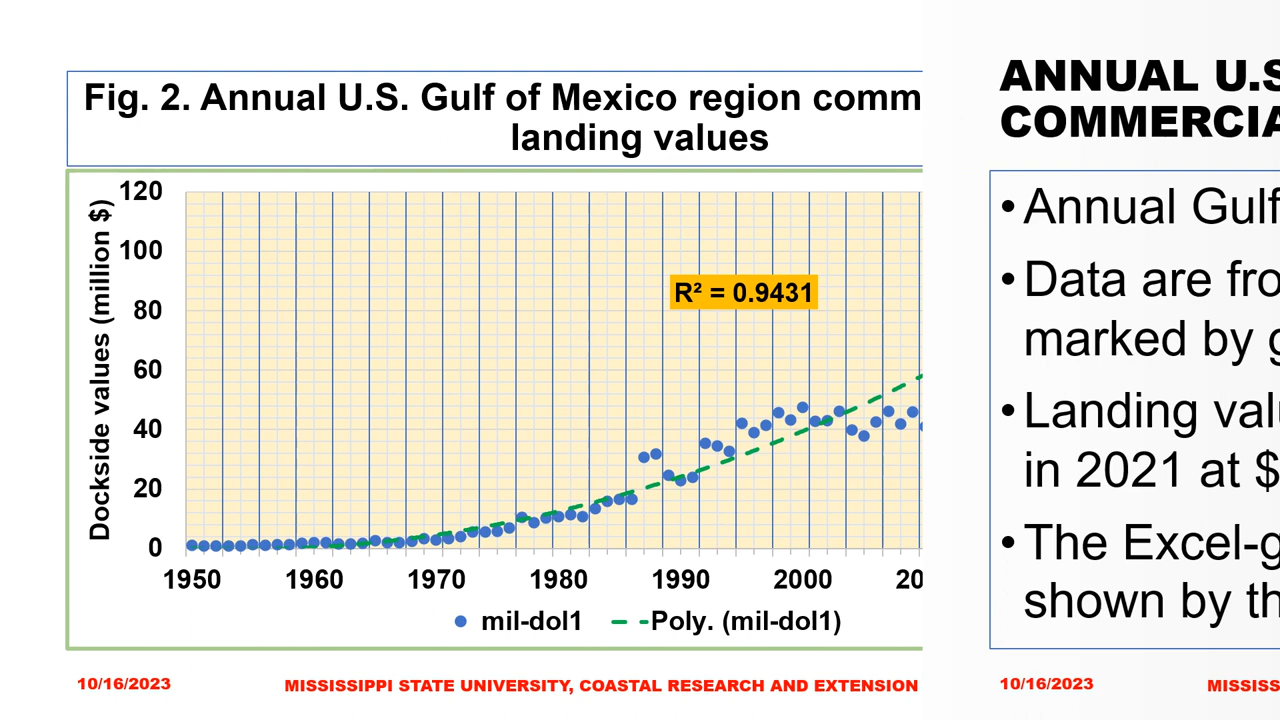 Fig. 2. Annual U.S. Gulf of Mexico region comm
landing values
Dockside values (million $)
120
100
80
60
40
20
0
R² = 0.9431
1950 1960 1970 1980 1990 2000 20
mil-dol1 Poly. (mil-dol1)
10/16/2023 MISSISSIPPI STATE UNIVERSITY, COASTAL RESEARCH AND EXTENSION
ANNUAL U.S
COMMERCIA
• Annual Gulf
• Data are fro
marked by g
• Landing valu
in 2021 at $
• The Excel-g
shown by th
10/16/2023 MISSISS